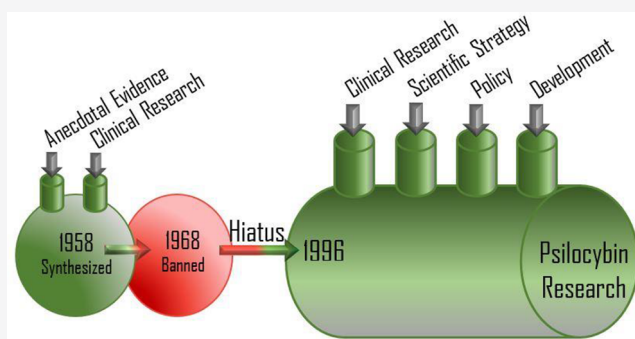 Anecdotal Evidence
Clinical Research
Clinical Research
Scientific Strategy
Policy
Development
1958
Synthesized
1968
Banned
Hiatus
1996
Psilocybin
Research